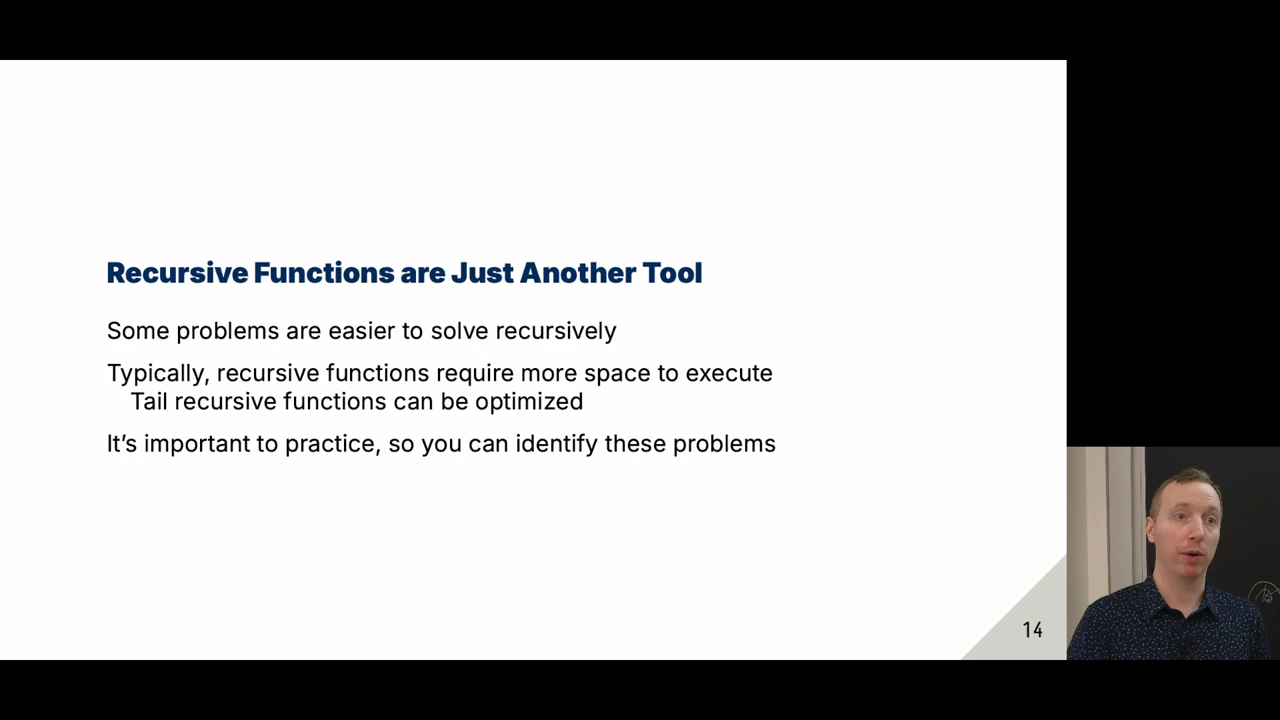 Recursive Functions are Just Another Tool
Some problems are easier to solve recursively
Typically, recursive functions require more space to execute
Tail recursive functions can be optimized
It’s important to practice, so you can identify these problems
14